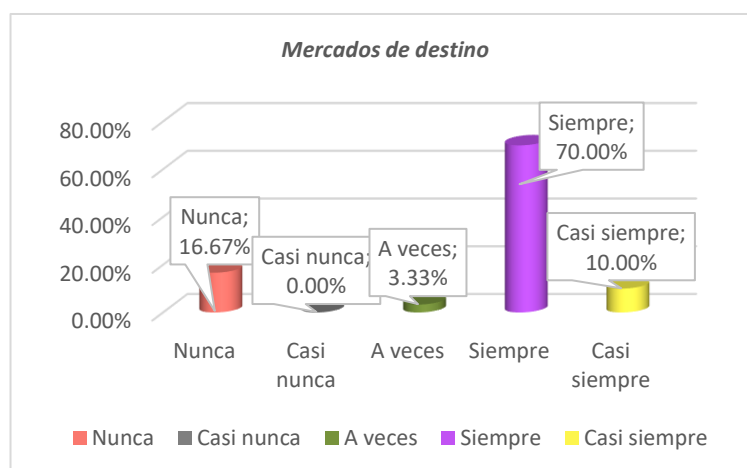 Mercados de destino
80.00%
60.00%
40.00%
20.00%
0.00%
Nunca;
16.67%
Casi nunca;
0.00%
A veces;
3.33%
Siempre;
70.00%
Casi siempre;
10.00%
Nunca
Casi
nunca
A veces
Siempre
Casi
siempre
Nunca
Casi nunca
A veces
Siempre
Casi siempre